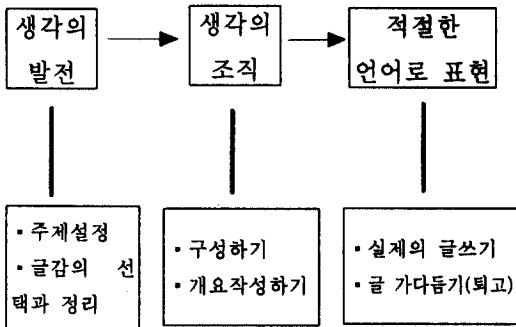 생각의
발전
생각의
조직
적절한
언어로 표현
▪ 주제설정
▪ 글감의 선
택과 정리
▪ 구성하기
▪ 개요작성하기
▪ 실제의 글쓰기
▪ 글 가다듬기(퇴고)